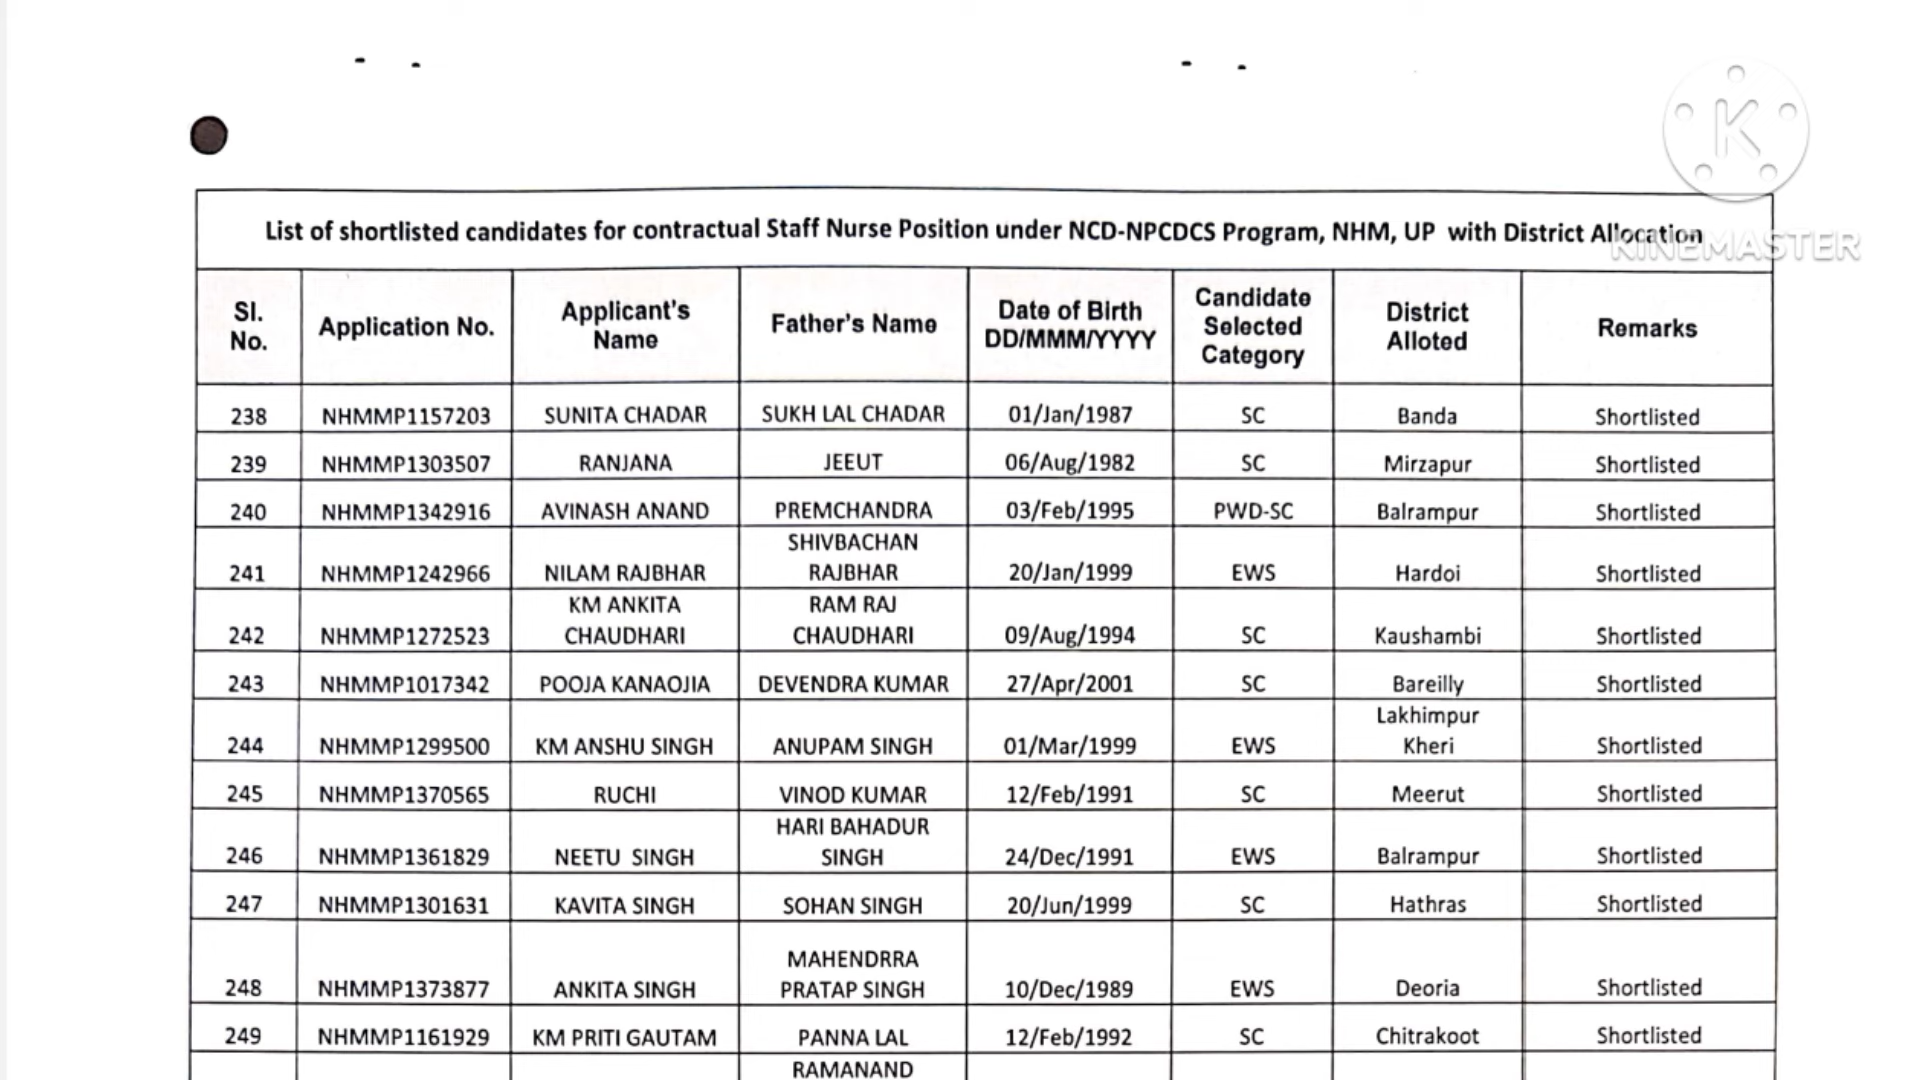 K
KINEMASTER
List of shortlisted candidates for contractual Staff Nurse Position under NCD-NPCDCS Program, NHM, UP with District Allocation
Sl. No. Application No. Applicant's Name Father's Name Date of Birth DD/MMM/YYYY Candidate Selected Category District Alloted Remarks
238 NHMMP1157203 SUNITA CHADAR SUKH LAL CHADAR 01/Jan/1987 SC Banda Shortlisted
239 NHMMP1303507 RANJANA JEEUT 06/Aug/1982 SC Mirzapur Shortlisted
240 NHMMP1342916 AVINASH ANAND PREMCHANDRA 03/Feb/1995 PWD-SC Balrampur Shortlisted
241 NHMMP1242966 NILAM RAJBHAR SHIVBACHAN RAJBHAR 20/Jan/1999 EWS Hardoi Shortlisted
242 NHMMP1272523 KM ANKITA CHAUDHARI RAM RAJ CHAUDHARI 09/Aug/1994 SC Kaushambi Shortlisted
243 NHMMP1017342 POOJA KANAOJIA DEVENDRA KUMAR 27/Apr/2001 SC Bareilly Shortlisted
244 NHMMP1299500 KM ANSHU SINGH ANUPAM SINGH 01/Mar/1999 EWS Lakhimpur Kheri Shortlisted
245 NHMMP1370565 RUCHI VINOD KUMAR 12/Feb/1991 SC Meerut Shortlisted
246 NHMMP1361829 NEETU SINGH HARI BAHADUR SINGH 24/Dec/1991 EWS Balrampur Shortlisted
247 NHMMP1301631 KAVITA SINGH SOHAN SINGH 20/Jun/1999 SC Hathras Shortlisted
248 NHMMP1373877 ANKITA SINGH MAHENDRRA PRATAP SINGH 10/Dec/1989 EWS Deoria Shortlisted
249 NHMMP1161929 KM PRITI GAUTAM PANNA LAL 12/Feb/1992 SC Chitrakoot Shortlisted
RAMANAND